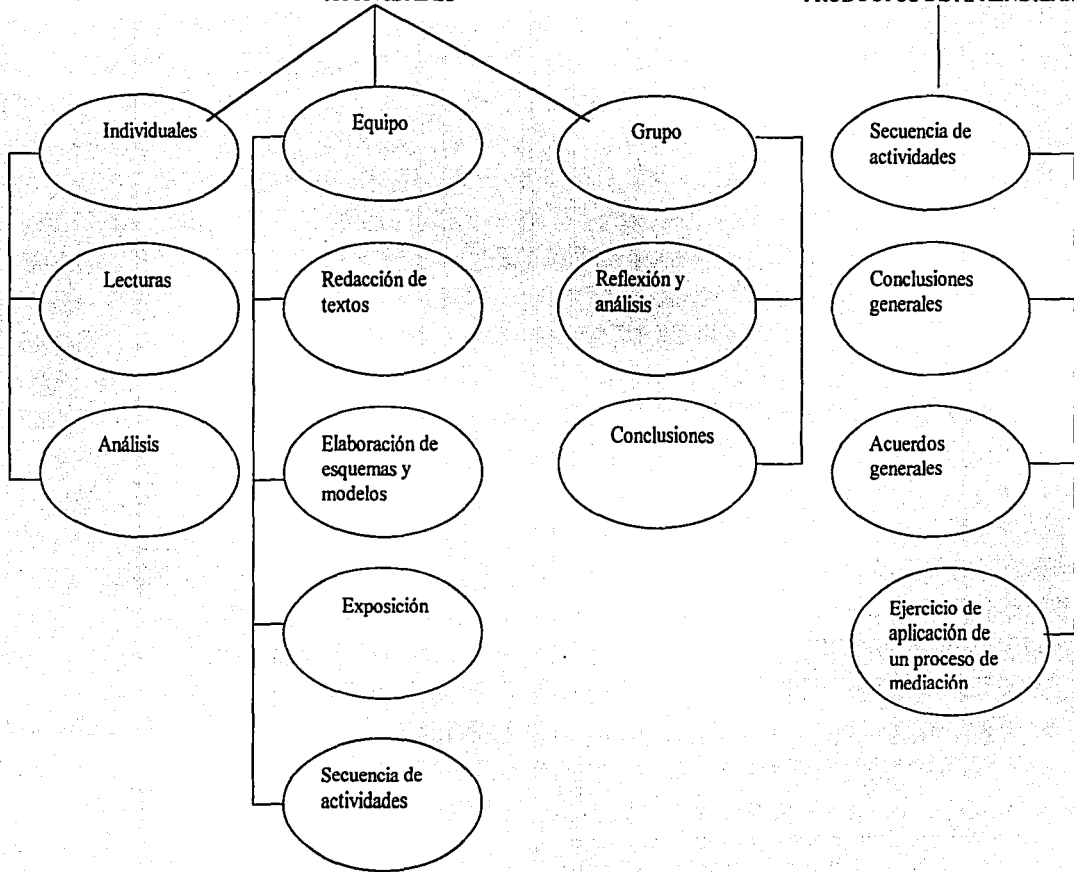 Individuales
Lecturas
Análisis
Equipo
Redacción de
textos
Elaboración de
esquemas y
modelos
Exposición
Secuencia de
actividades
Grupo
Reflexión y
análisis
Conclusiones
Secuencia de
actividades
Conclusiones
generales
Acuerdos
generales
Ejercicio de
aplicación de
un proceso de
mediación